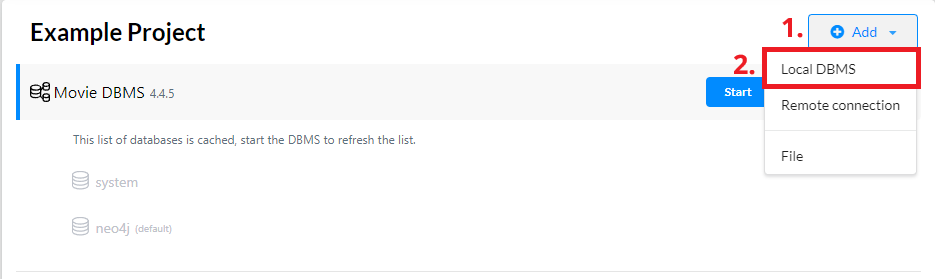 Example Project
1.
Add
2.
Local DBMS
Movie DBMS 4.4.5
Start
Remote connection
This list of databases is cached, start the DBMS to refresh the list.
File
system
neo4j (default)